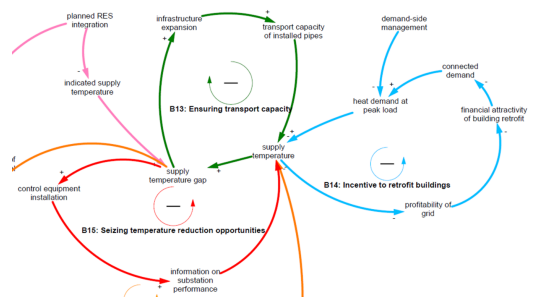 planned RES
integration
infrastructure
expansion
transport capacity
of installed pipes
demand-side
management
connected
demand
indicated supply
temperature
B13: Ensuring transport capacity
heat demand at
peak load
financial attractivity
of building retrofit
supply
temperature
supply
temperature gap
B14: Incentive to retrofit buildings
control equipment
installation
profitability of
grid
B15: Seizing temperature reduction opportunities
information on
substation
performance